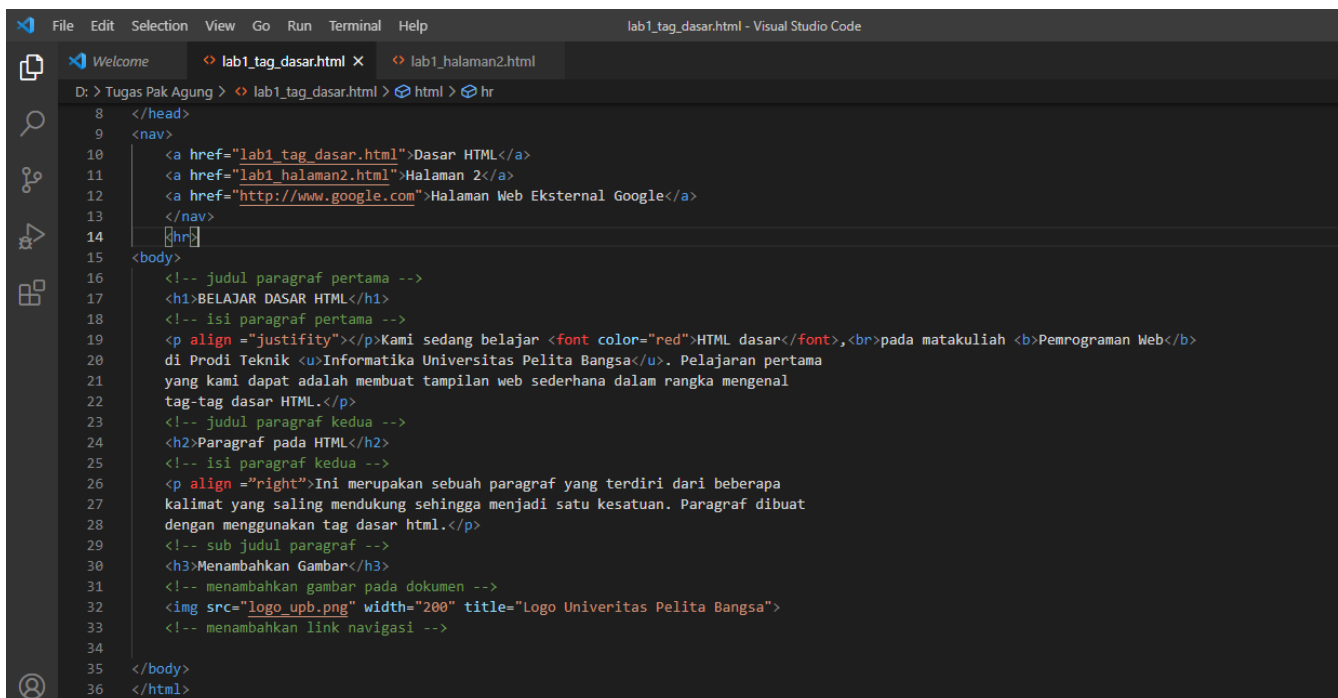 File Edit Selection View Go Run Terminal Help lab1_tag_dasar.html - Visual Studio Code
Welcome lab1_tag_dasar.html lab1_halaman2.html
D: > Tugas Pak Agung > lab1_tag_dasar.html > html > hr
8 </head>
9 <nav>
10 <a href="lab1_tag_dasar.html">Dasar HTML</a>
11 <a href="lab1_halaman2.html">Halaman 2</a>
12 <a href="http://www.google.com">Halaman Web Eksternal Google</a>
13 </nav>
14 <hr>
15 <body>
16 <!-- judul paragraf pertama -->
17 <h1>BELAJAR DASAR HTML</h1>
18 <!-- isi paragraf pertama -->
19 <p align ="justifity"></p>Kami sedang belajar <font color="red">HTML dasar</font>,<br>pada matakuliah <b>Pemrograman Web</b>
20 di Prodi Teknik <u>Informatika Universitas Pelita Bangsa</u>. Pelajaran pertama
21 yang kami dapat adalah membuat tampilan web sederhana dalam rangka mengenal
22 tag-tag dasar HTML.</p>
23 <!-- judul paragraf kedua -->
24 <h2>Paragraf pada HTML</h2>
25 <!-- isi paragraf kedua -->
26 <p align =”right”>Ini merupakan sebuah paragraf yang terdiri dari beberapa
27 kalimat yang saling mendukung sehingga menjadi satu kesatuan. Paragraf dibuat
28 dengan menggunakan tag dasar html.</p>
29 <!-- sub judul paragraf -->
30 <h3>Menambahkan Gambar</h3>
31 <!-- menambahkan gambar pada dokumen -->
32 <img src="logo_upb.png" width="200" title="Logo Univeritas Pelita Bangsa">
33 <!-- menambahkan link navigasi -->
34
35 </body>
36 </html>